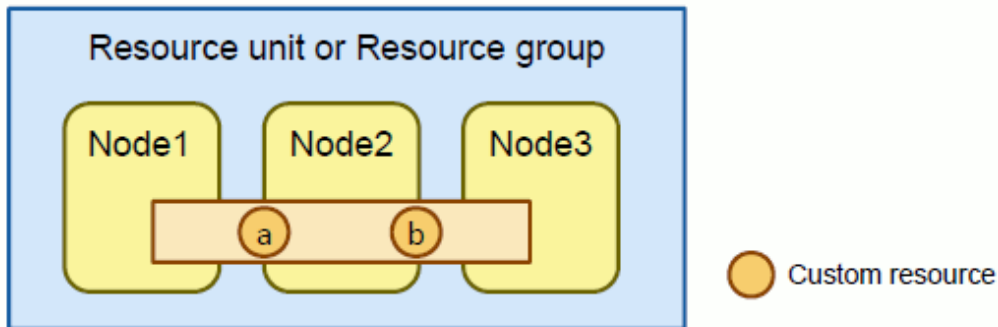 Resource unit or Resource group
Node1 Node2 Node3
a b
Custom resource